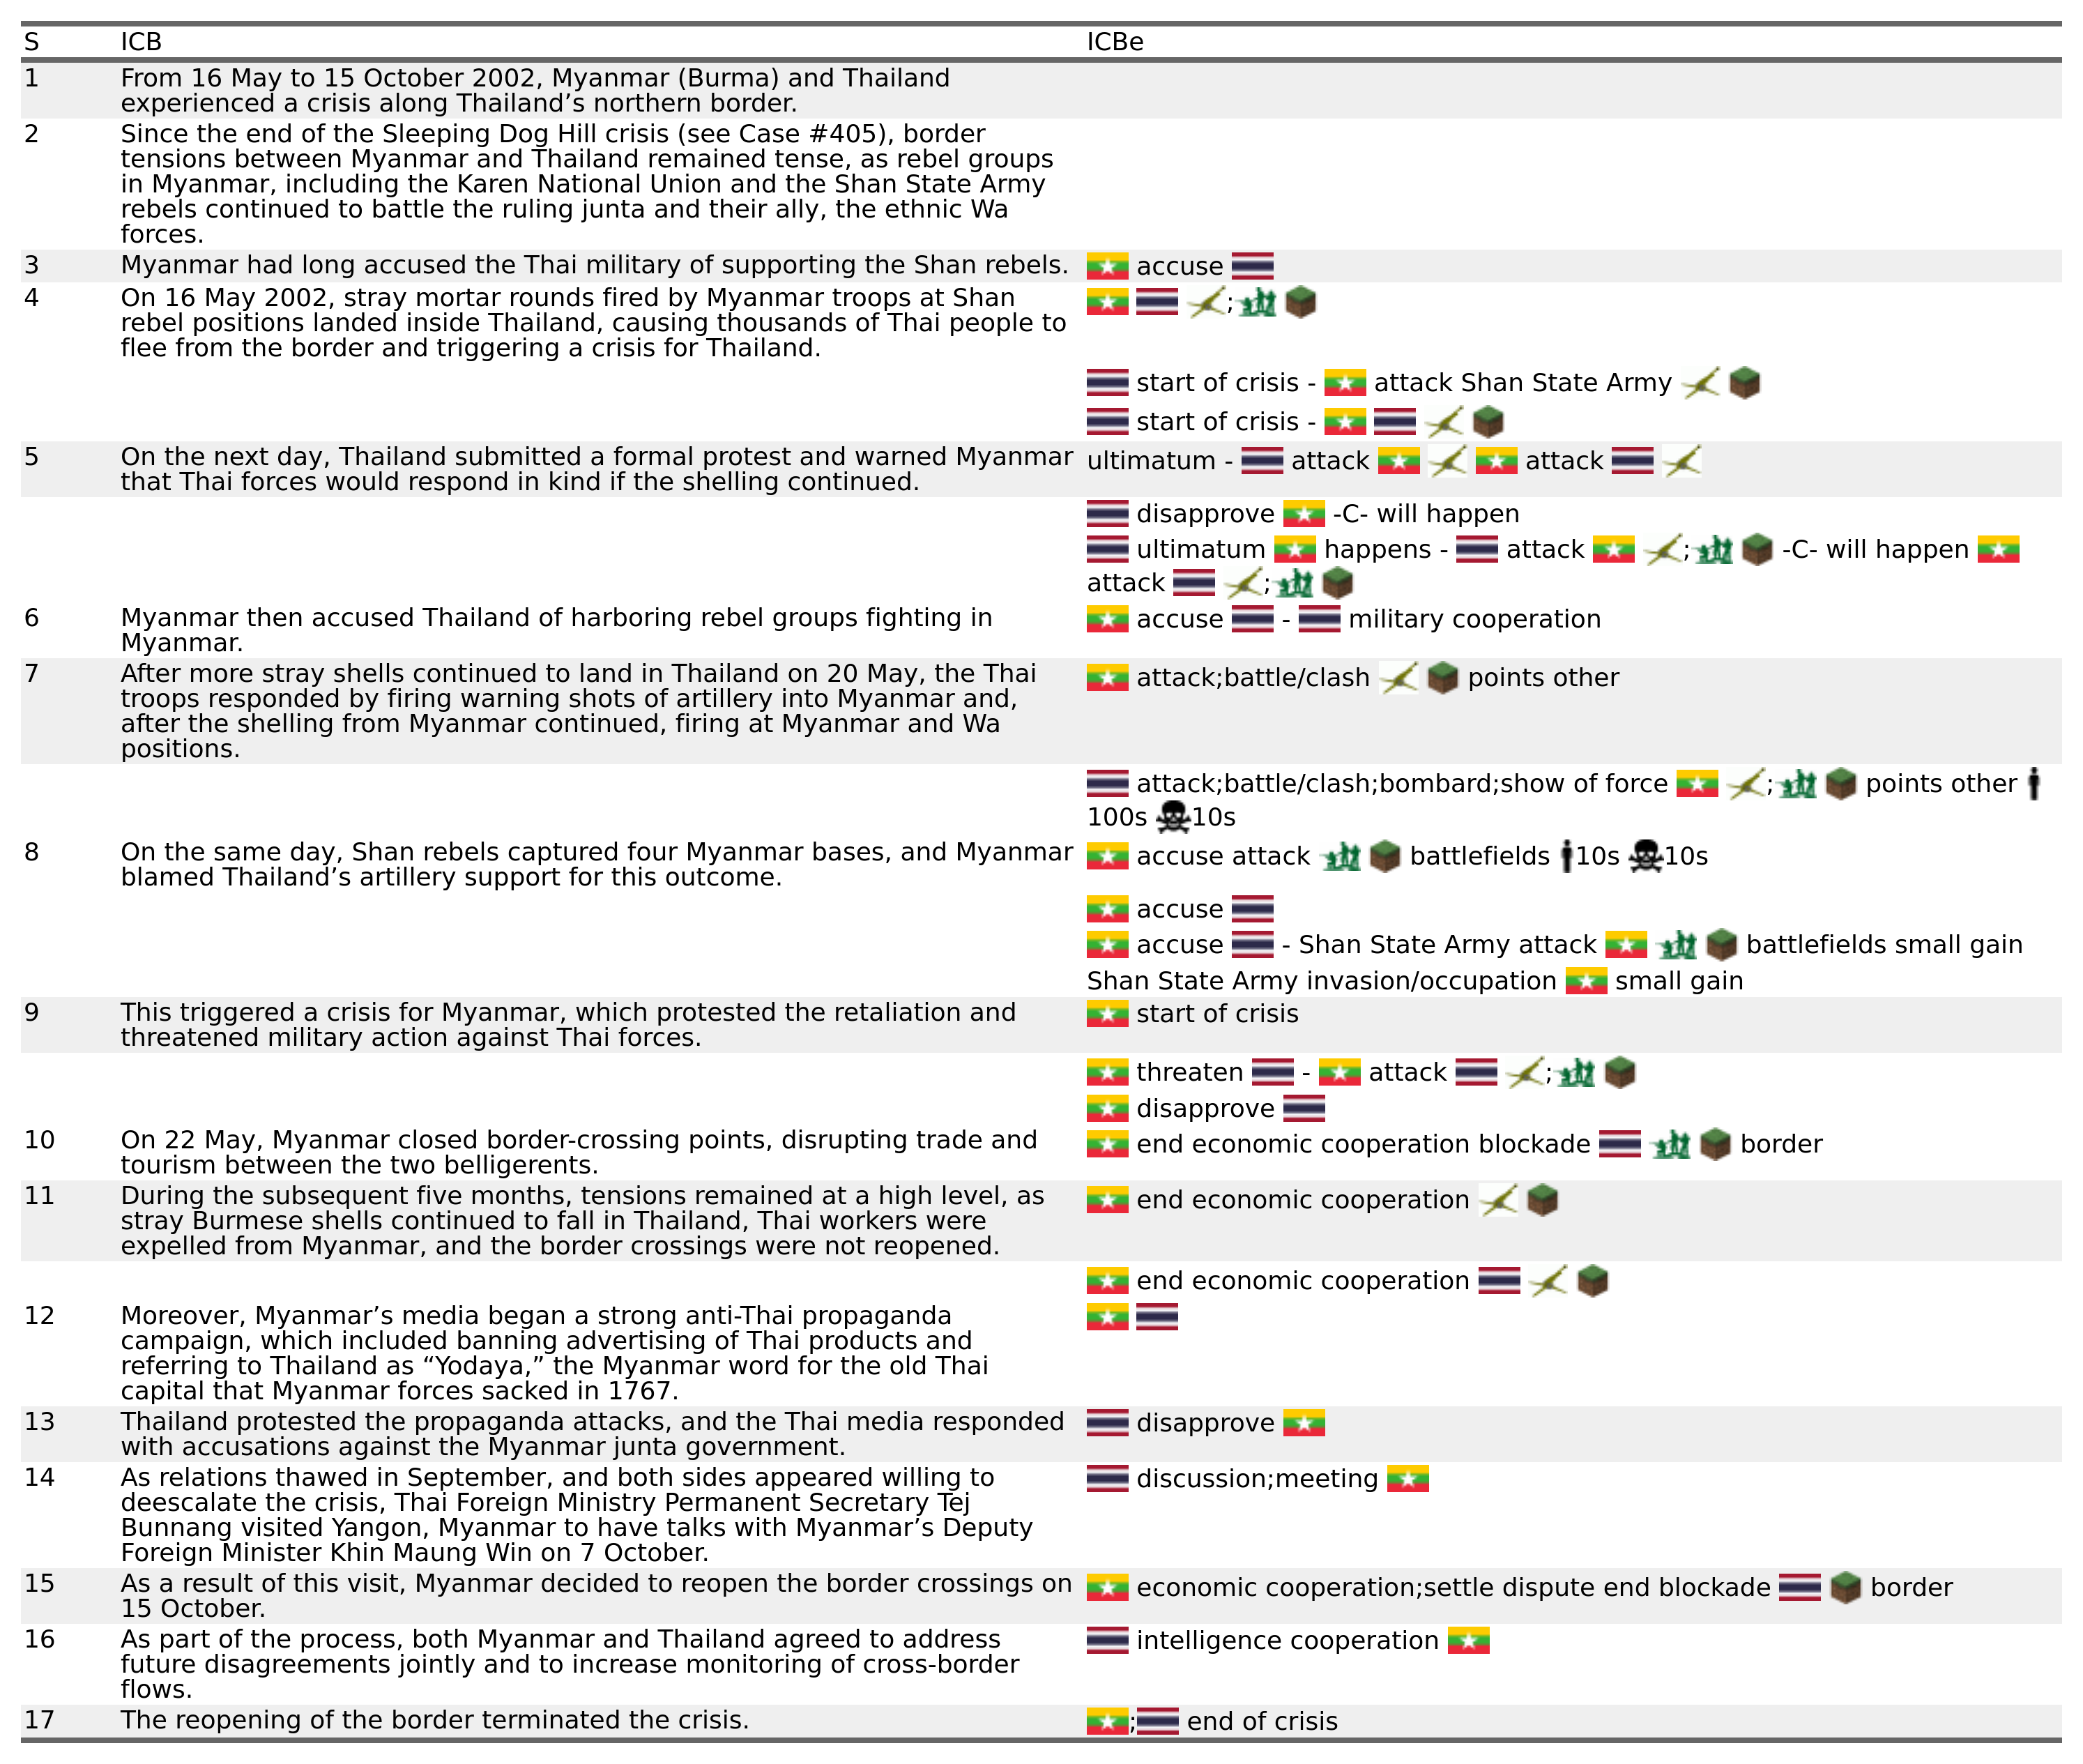 S ICB ICBe
1 From 16 May to 15 October 2002, Myanmar (Burma) and Thailand
experienced a crisis along Thailand’s northern border.
2 Since the end of the Sleeping Dog Hill crisis (see Case #405), border
tensions between Myanmar and Thailand remained tense, as rebel groups
in Myanmar, including the Karen National Union and the Shan State Army
rebels continued to battle the ruling junta and their ally, the ethnic Wa
forces.
3 Myanmar had long accused the Thai military of supporting the Shan rebels. accuse
4 On 16 May 2002, stray mortar rounds fired by Myanmar troops at Shan ;
rebel positions landed inside Thailand, causing thousands of Thai people to
flee from the border and triggering a crisis for Thailand.
start of crisis - attack Shan State Army
start of crisis -
5 On the next day, Thailand submitted a formal protest and warned Myanmar ultimatum - attack attack
that Thai forces would respond in kind if the shelling continued.
disapprove -C- will happen
ultimatum happens - attack ; -C- will happen
attack ;
6 Myanmar then accused Thailand of harboring rebel groups fighting in accuse - military cooperation
Myanmar.
7 After more stray shells continued to land in Thailand on 20 May, the Thai attack;battle/clash points other
troops responded by firing warning shots of artillery into Myanmar and,
after the shelling from Myanmar continued, firing at Myanmar and Wa
positions.
attack;battle/clash;bombard;show of force ; points other
100s 10s
8 On the same day, Shan rebels captured four Myanmar bases, and Myanmar accuse attack battlefields 10s 10s
blamed Thailand’s artillery support for this outcome.
accuse
accuse - Shan State Army attack battlefields small gain
Shan State Army invasion/occupation small gain
9 This triggered a crisis for Myanmar, which protested the retaliation and start of crisis
threatened military action against Thai forces.
threaten - attack ;
disapprove
10 On 22 May, Myanmar closed border-crossing points, disrupting trade and end economic cooperation blockade border
tourism between the two belligerents.
11 During the subsequent five months, tensions remained at a high level, as end economic cooperation
stray Burmese shells continued to fall in Thailand, Thai workers were
expelled from Myanmar, and the border crossings were not reopened.
end economic cooperation
12 Moreover, Myanmar’s media began a strong anti-Thai propaganda
campaign, which included banning advertising of Thai products and
referring to Thailand as “Yodaya,” the Myanmar word for the old Thai
capital that Myanmar forces sacked in 1767.
13 Thailand protested the propaganda attacks, and the Thai media responded disapprove
with accusations against the Myanmar junta government.
14 As relations thawed in September, and both sides appeared willing to discussion;meeting
deescalate the crisis, Thai Foreign Ministry Permanent Secretary Tej
Bunnang visited Yangon, Myanmar to have talks with Myanmar’s Deputy
Foreign Minister Khin Maung Win on 7 October.
15 As a result of this visit, Myanmar decided to reopen the border crossings on economic cooperation;settle dispute end blockade border
15 October.
16 As part of the process, both Myanmar and Thailand agreed to address intelligence cooperation
future disagreements jointly and to increase monitoring of cross-border
flows.
17 The reopening of the border terminated the crisis. ; end of crisis